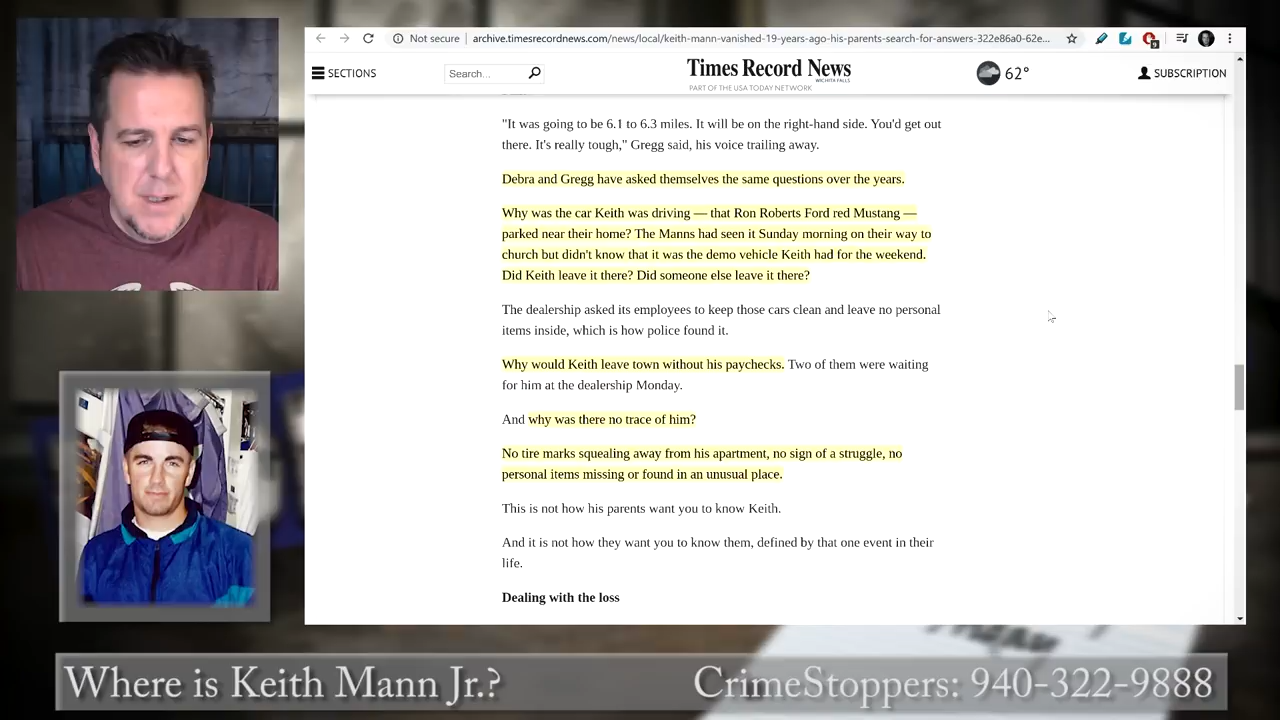 Not secure
archive.timesrecordnews.com/news/local/keith-mann-vanished-19-years-ago-his-parents-search-for-answers-322e86a0-62e...
SECTIONS
Search...
Times Record News
WICHITA FALLS
PART OF THE USA TODAY NETWORK
62°
SUBSCRIPTION
"It was going to be 6.1 to 6.3 miles. It will be on the right-hand side. You'd get out
there. It's really tough," Gregg said, his voice trailing away.
Debra and Gregg have asked themselves the same questions over the years.
Why was the car Keith was driving — that Ron Roberts Ford red Mustang —
parked near their home? The Manns had seen it Sunday morning on their way to
church but didn't know that it was the demo vehicle Keith had for the weekend.
Did Keith leave it there? Did someone else leave it there?
The dealership asked its employees to keep those cars clean and leave no personal
items inside, which is how police found it.
Why would Keith leave town without his paychecks. Two of them were waiting
for him at the dealership Monday.
And why was there no trace of him?
No tire marks squealing away from his apartment, no sign of a struggle, no
personal items missing or found in an unusual place.
This is not how his parents want you to know Keith.
And it is not how they want you to know them, defined by that one event in their
life.
Dealing with the loss
Where is Keith Mann Jr.?
CrimeStoppers: 940-322-9888